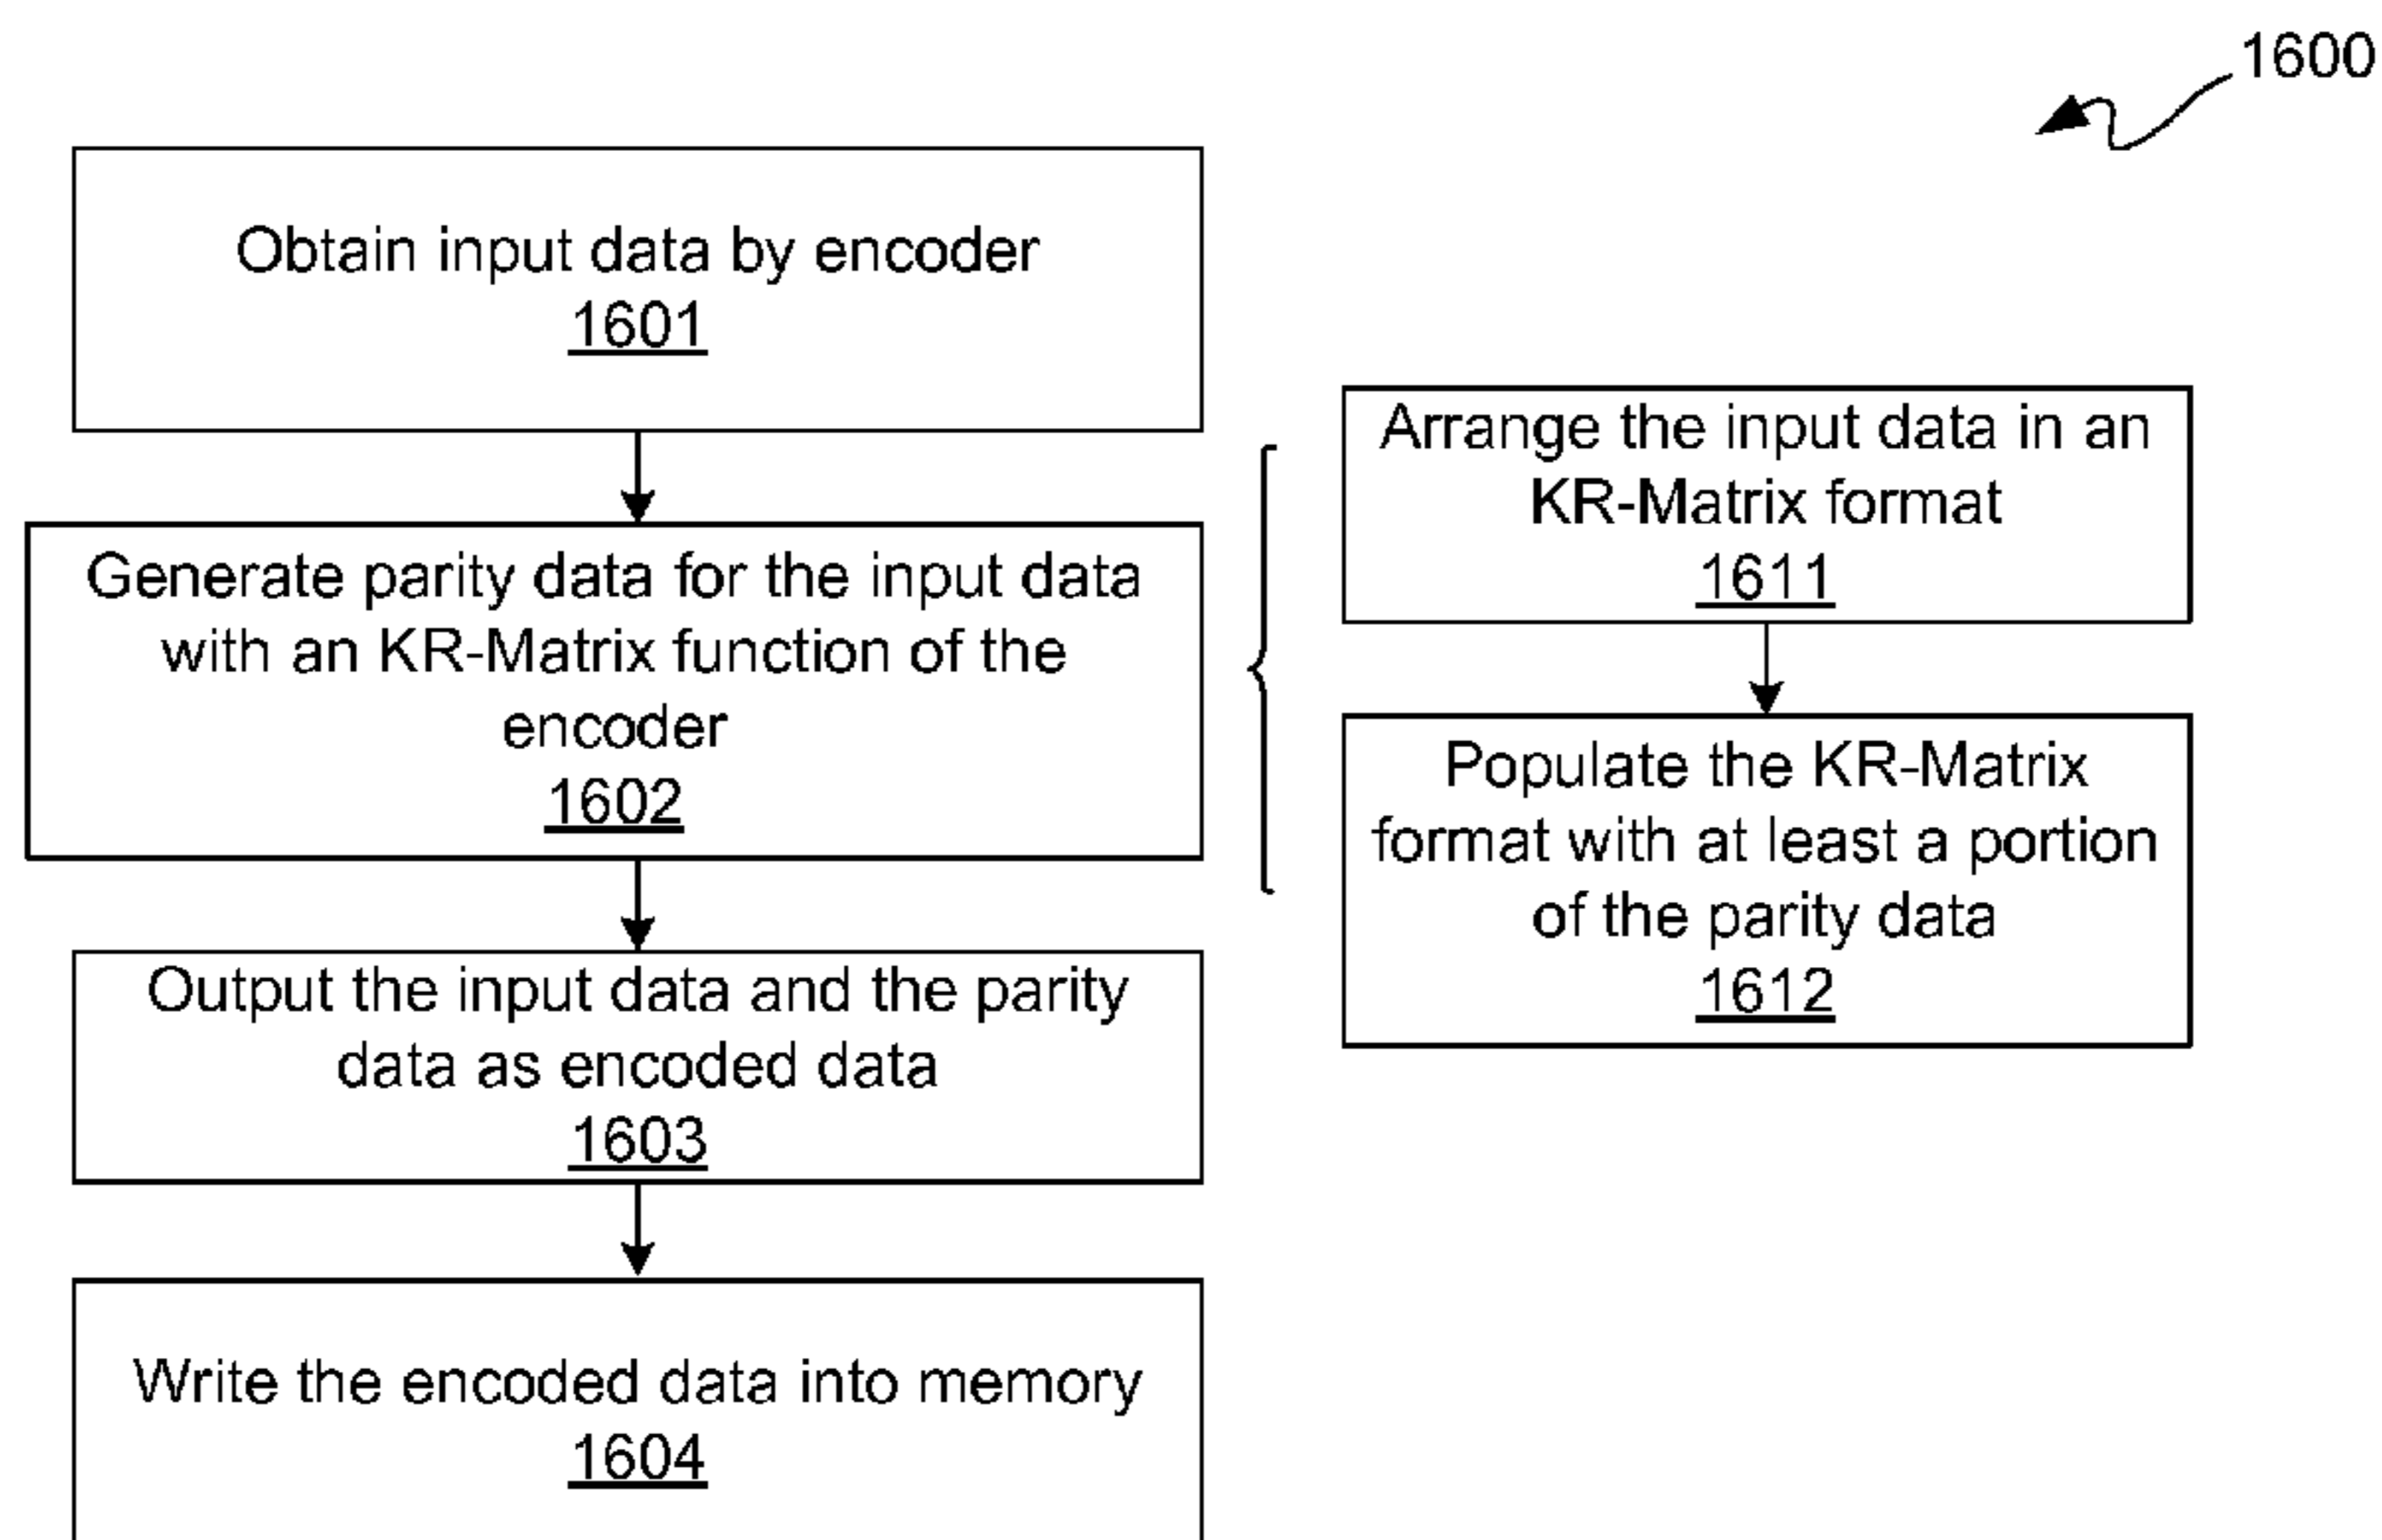 1600
Obtain input data by encoder
1601
Generate parity data for the input data
with an KR-Matrix function of the
encoder
1602
Output the input data and the parity
data as encoded data
1603
Write the encoded data into memory
1604
Arrange the input data in an
KR-Matrix format
1611
Populate the KR-Matrix
format with at least a portion
of the parity data
1612